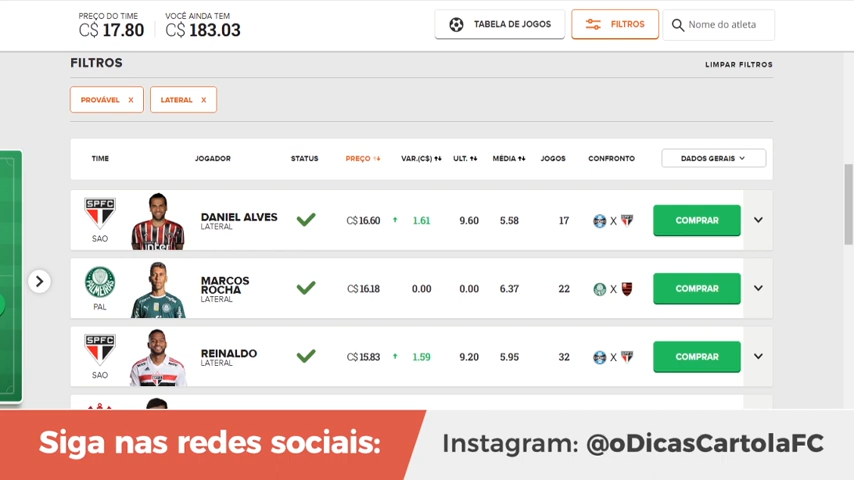 PREÇO DO TIME
C$ 17.80
VOCÊ AINDA TEM
C$ 183.03
TABELA DE JOGOS
FILTROS
Nome do atleta
FILTROS
LIMPAR FILTROS
PROVÁVEL X
LATERAL X
TIME JOGADOR STATUS PREÇO VAR.(C$) ULT. MÉDIA JOGOS CONFRONTO DADOS GERAIS
SPFC
SAO
DANIEL ALVES
LATERAL
C$ 16.60 1.61 9.60 5.58 17 X COMPRAR
PALMEIRAS
PAL
MARCOS
ROCHA
LATERAL
C$ 16.18 0.00 0.00 6.37 22 X COMPRAR
SPFC
SAO
REINALDO
LATERAL
C$ 15.83 1.59 9.20 5.95 32 X COMPRAR
Siga nas redes sociais: Instagram: @oDicasCartolaFC